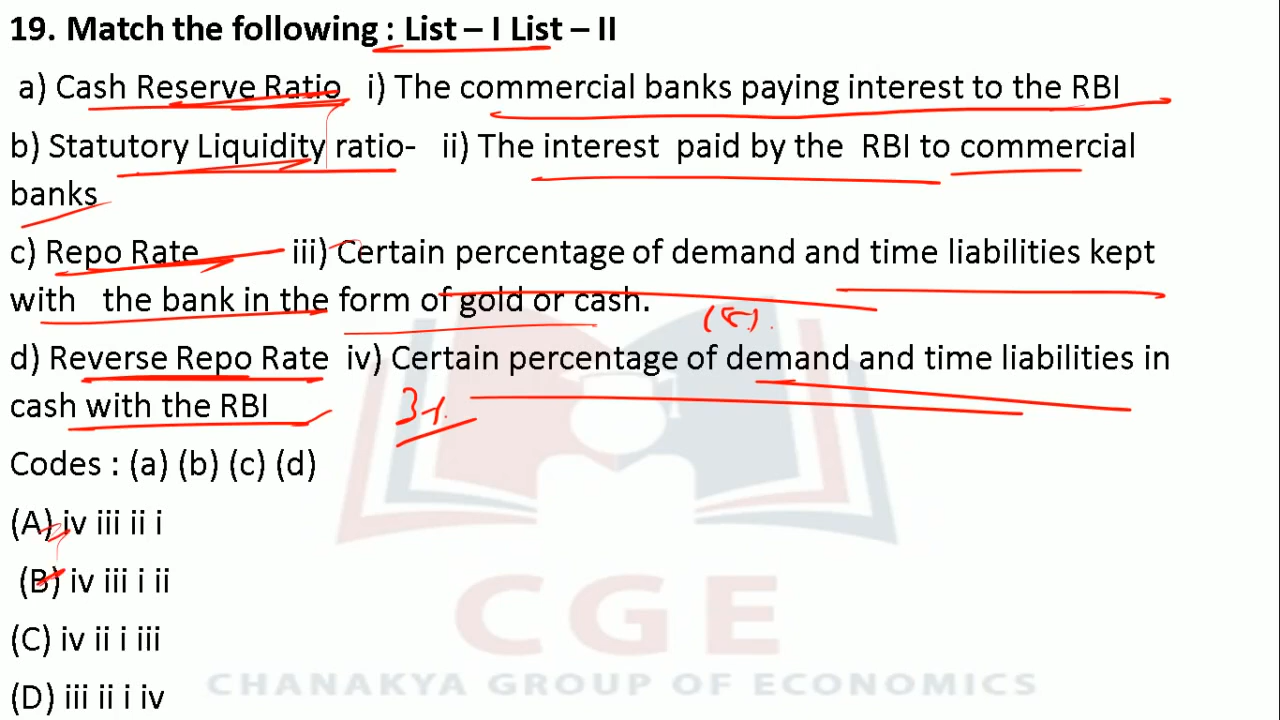 19. Match the following : List – I List – II
a) Cash Reserve Ratio i) The commercial banks paying interest to the RBI
b) Statutory Liquidity ratio- ii) The interest paid by the RBI to commercial
banks
c) Repo Rate iii) Certain percentage of demand and time liabilities kept
with the bank in the form of gold or cash.
d) Reverse Repo Rate iv) Certain percentage of demand and time liabilities in
cash with the RBI
Codes : (a) (b) (c) (d)
(A) iv iii ii i
(B) iv iii i ii
(C) iv ii i iii
(D) iii ii i iv
CGE
CHANAKYA GROUP OF ECONOMICS